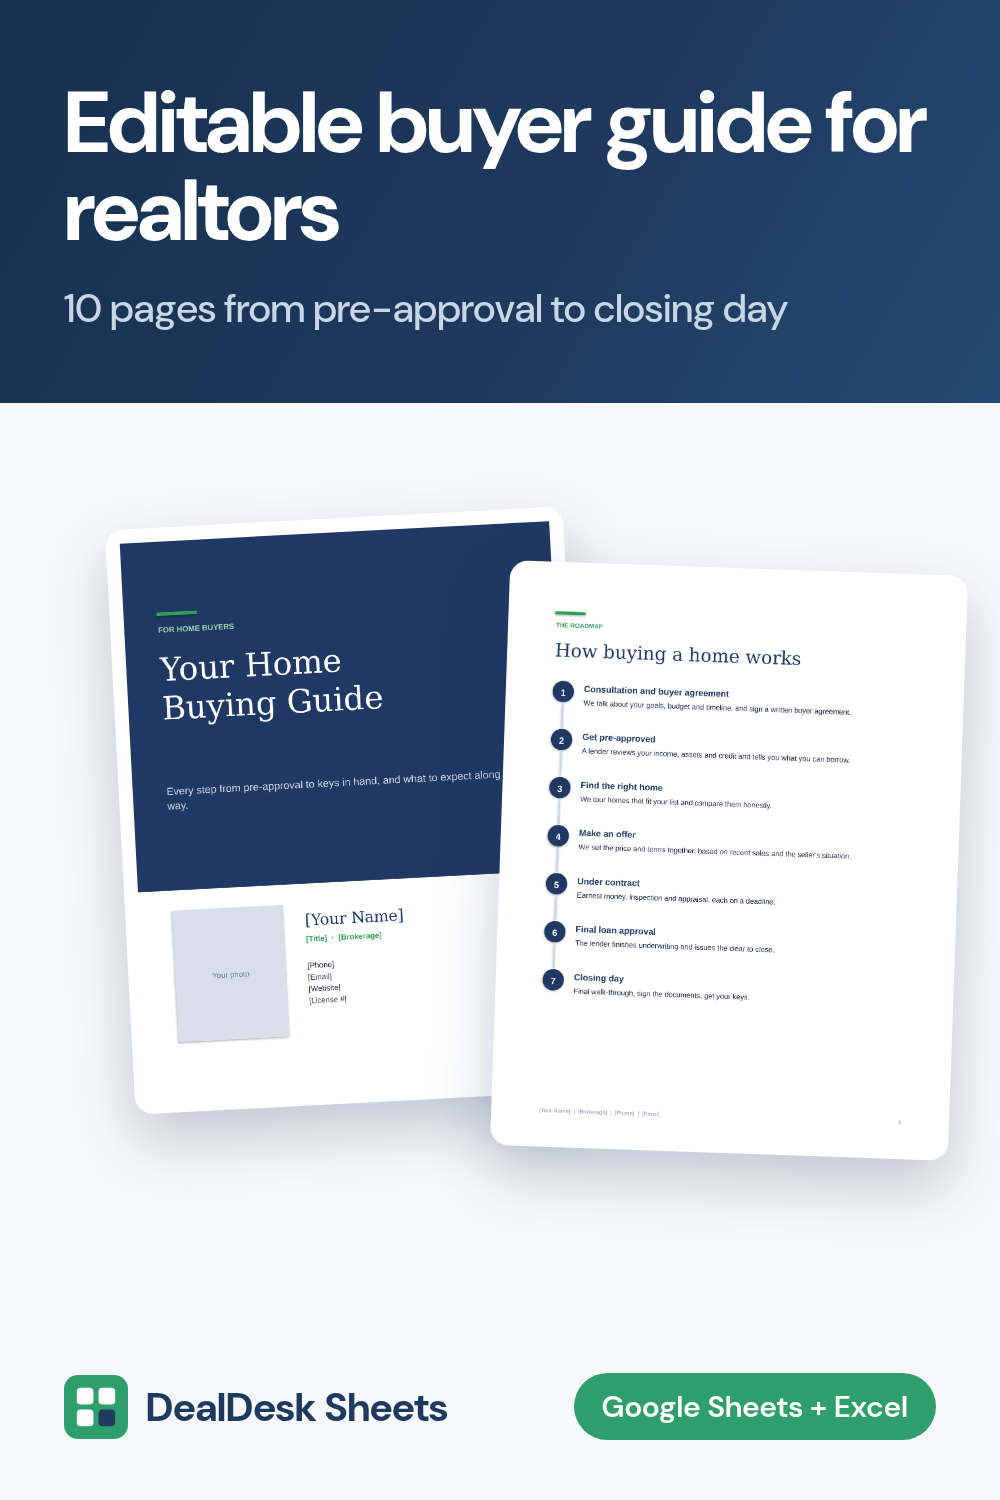 Editable buyer guide for
realtors
10 pages from pre-approval to closing day
FOR HOME BUYERS
Your Home
Buying Guide
Every step from pre-approval to keys in hand, and what to expect along
way.
Your photo
[Your Name]
[Title] · [Brokerage]
[Phone]
[Email]
[Website]
[License #]
THE ROADMAP
How buying a home works
1 Consultation and buyer agreement
We talk about your goals, budget and timeline, and sign a written buyer agreement.
2 Get pre-approved
A lender reviews your income, assets and credit and tells you what you can borrow.
3 Find the right home
We tour homes that fit your list and compare them honestly.
4 Make an offer
We set the price and terms together, based on recent sales and the seller's situation.
5 Under contract
Earnest money, inspection and appraisal, each on a deadline.
6 Final loan approval
The lender finishes underwriting and issues the clear to close.
7 Closing day
Final walk-through, sign the documents, get your keys.
[Your Name] | [Brokerage] | [Phone] | [Email]
DealDesk Sheets
Google Sheets + Excel